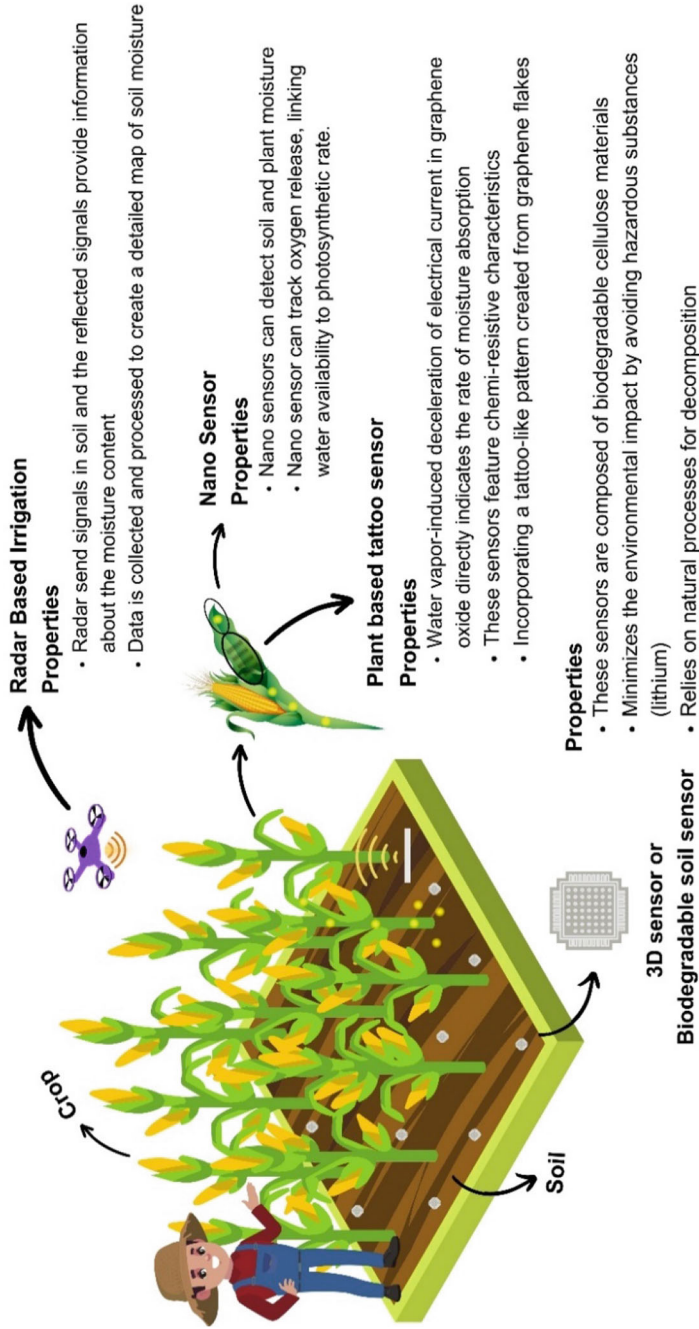 Radar Based Irrigation
Properties
• Radar send signals in soil and the reflected signals provide information
about the moisture content
• Data is collected and processed to create a detailed map of soil moisture
Nano Sensor
Properties
• Nano sensors can detect soil and plant moisture
• Nano sensor can track oxygen release, linking
water availability to photosynthetic rate.
Plant based tattoo sensor
Properties
• Water vapor-induced deceleration of electrical current in graphene
oxide directly indicates the rate of moisture absorption
• These sensors feature chemi-resistive characteristics
• Incorporating a tattoo-like pattern created from graphene flakes
Crop
Soil
3D sensor or
Biodegradable soil sensor
Properties
• These sensors are composed of biodegradable cellulose materials
• Minimizes the environmental impact by avoiding hazardous substances
(lithium)
• Relies on natural processes for decomposition